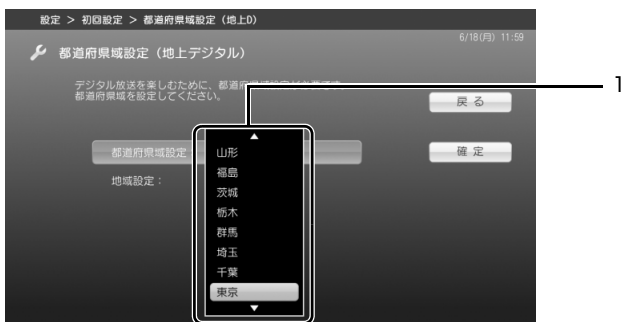 設定 > 初回設定 > 都道府県域設定（地上D）
6/18(月) 11:59
都道府県域設定（地上デジタル）
デジタル放送を楽しむために、都道府県域設定が必要です。
都道府県域を設定してください。
1
戻る
都道府県域設定：
確定
地域設定：
山形
福島
茨城
栃木
群馬
埼玉
千葉
東京